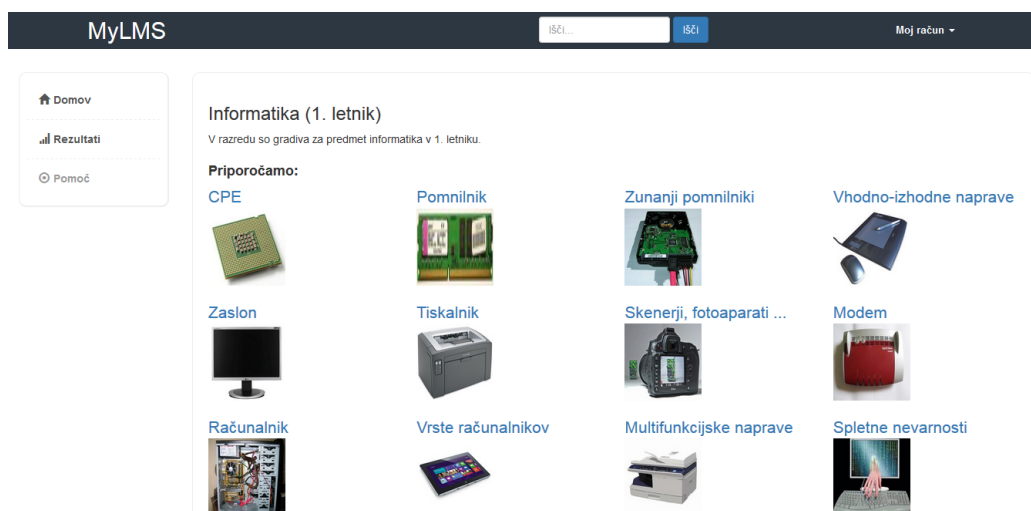 MyLMS
Išči...
Išči
Moj račun
Domov
Rezultati
Pomoč
Informatika (1. letnik)
V razredu so gradiva za predmet informatika v 1. letniku.
Priporočamo:
CPE
Pomnilnik
Zunanji pomnilniki
Vhodno-izhodne naprave
Zaslon
Tiskalnik
Skenerji, fotoaparati ...
Modem
Računalnik
Vrste računalnikov
Multifunkcijske naprave
Spletne nevarnosti